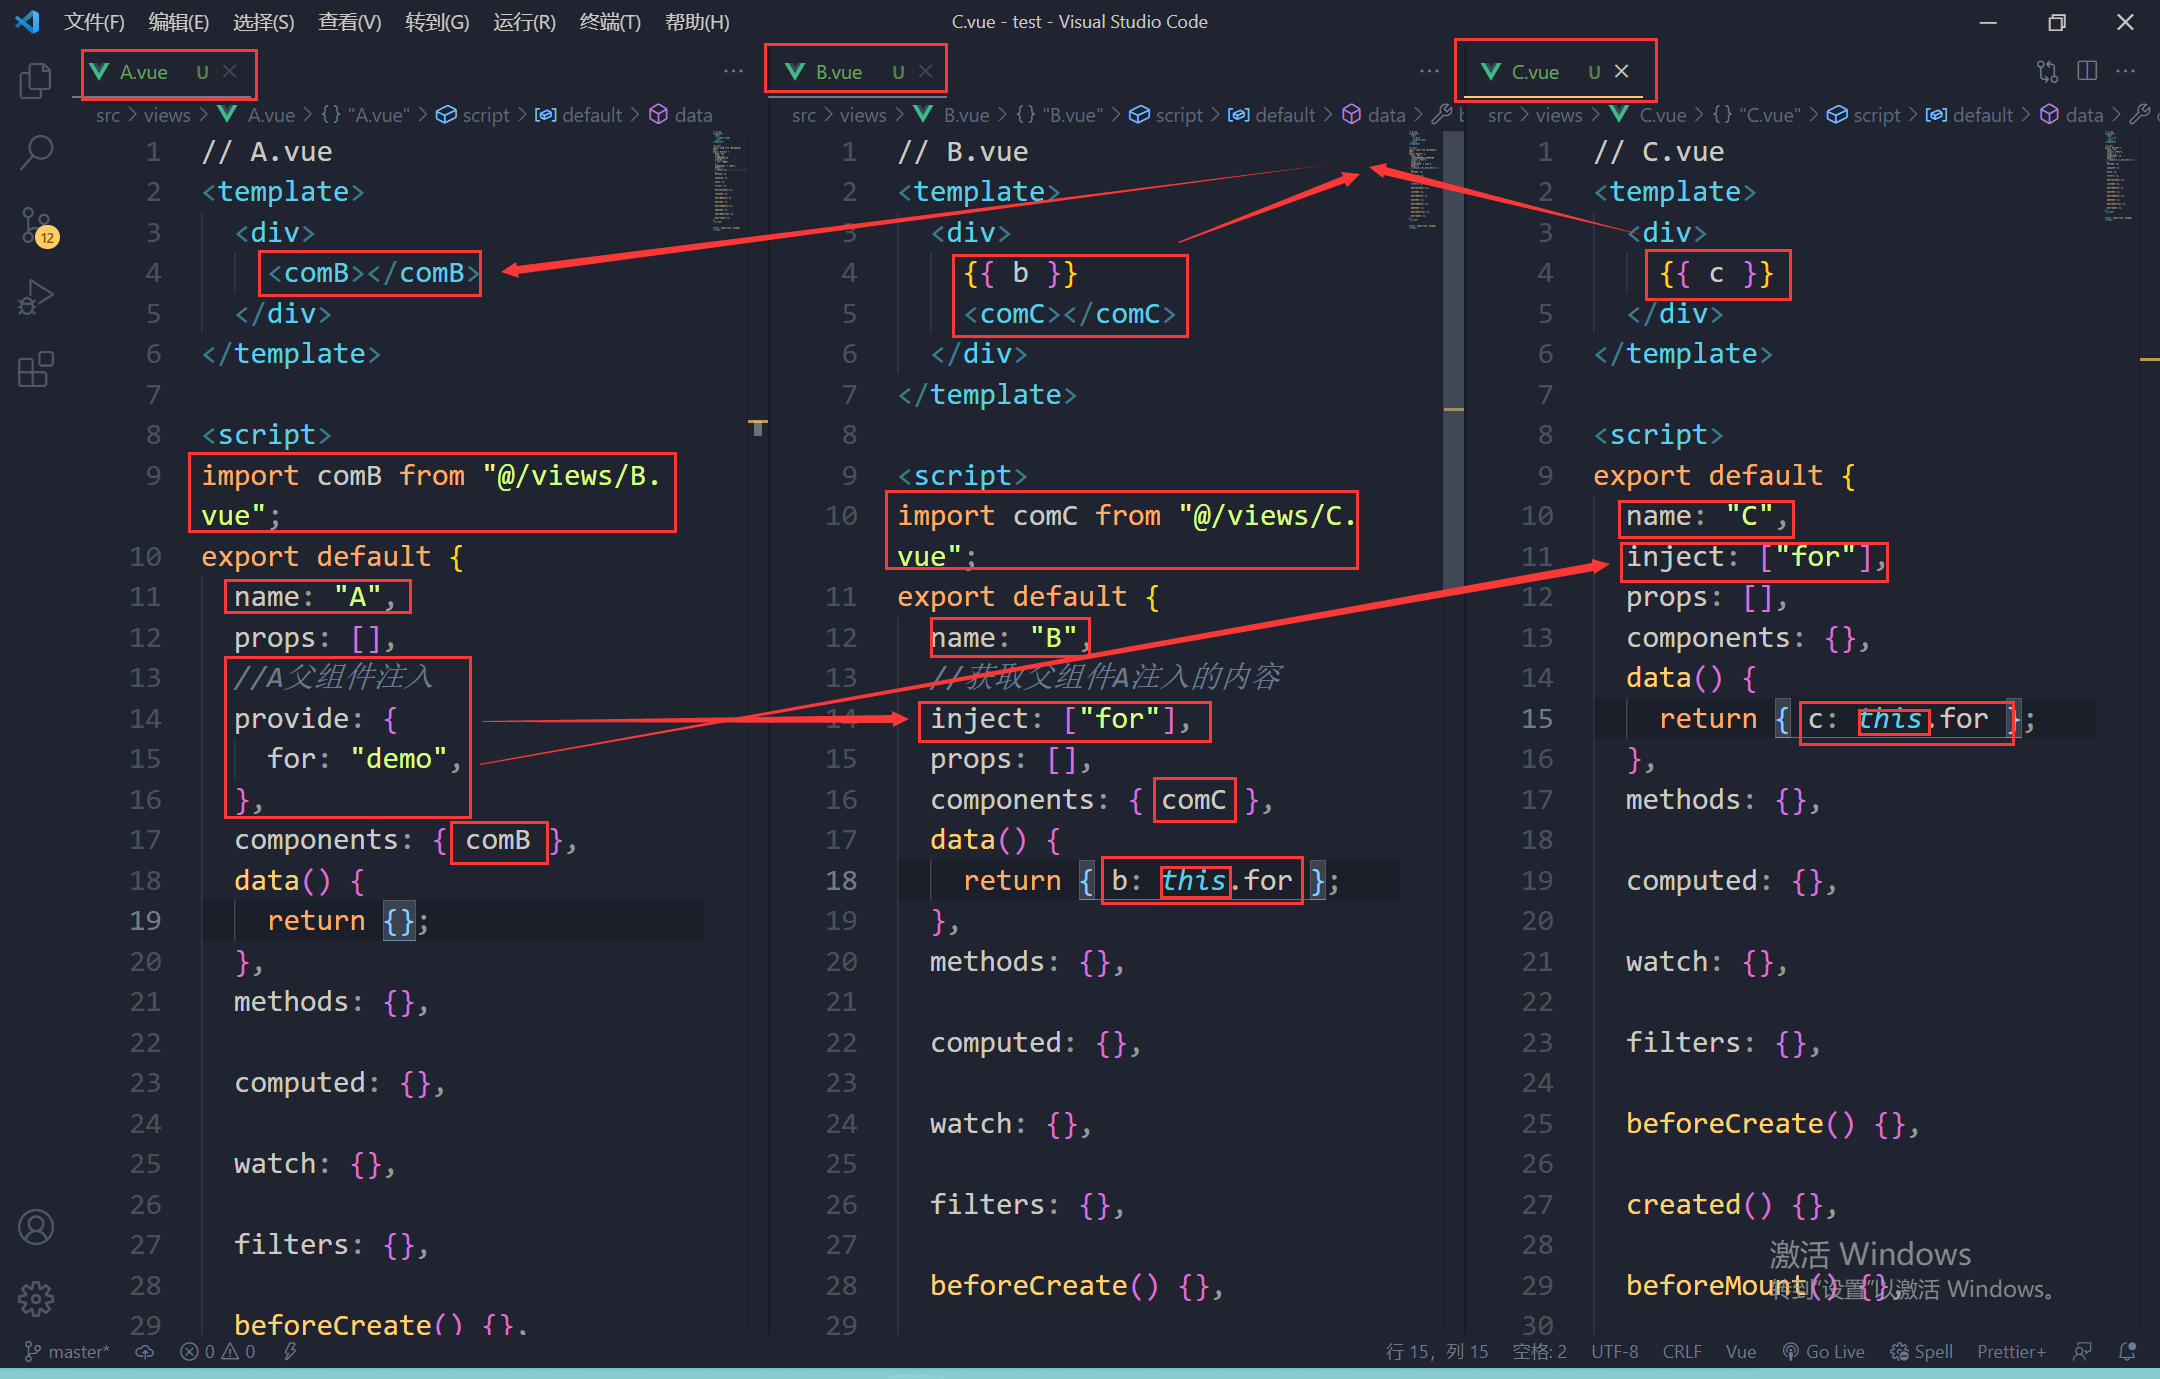 文件(F) 编辑(E) 选择(S) 查看(V) 转到(G) 运行(R) 终端(T) 帮助(H) C.vue - test - Visual Studio Code
A.vue U
src > views > A.vue > {} "A.vue" > script > default > data
1 // A.vue
2 <template>
3 <div>
4 <comB></comB>
5 </div>
6 </template>
7
8 <script>
9 import comB from "@/views/B.
vue";
10 export default {
11 name: "A",
12 props: [],
13 //A父组件注入
14 provide: {
15 for: "demo",
16 },
17 components: { comB },
18 data() {
19 return {};
20 },
21 methods: {},
22
23 computed: {},
24
25 watch: {},
26
27 filters: {},
28
29 beforeCreate() {},
B.vue U
src > views > B.vue > {} "B.vue" > script > default > data >
1 // B.vue
2 <template>
3 <div>
4 {{ b }}
5 <comC></comC>
6 </div>
7 </template>
8
9 <script>
10 import comC from "@/views/C.
vue";
11 export default {
12 name: "B",
13 //获取父组件A注入的内容
14 inject: ["for"],
15 props: [],
16 components: { comC },
17 data() {
18 return { b: this.for };
19 },
20 methods: {},
21
22 computed: {},
23
24 watch: {},
25
26 filters: {},
27
28 beforeCreate() {},
29
C.vue U
src > views > C.vue > {} "C.vue" > script > default > data >
1 // C.vue
2 <template>
3 <div>
4 {{ c }}
5 </div>
6 </template>
7
8 <script>
9 export default {
10 name: "C",
11 inject: ["for"],
12 props: [],
13 components: {},
14 data() {
15 return { c: this.for };
16 },
17 methods: {},
18
19 computed: {},
20
21 watch: {},
22
23 filters: {},
24
25 beforeCreate() {},
26
27 created() {},
28
29 beforeMount() {},
30
激活 Windows
转到"设置"以激活 Windows。
12
master* 0 0 行 15，列 15 空格: 2 UTF-8 CRLF Vue Go Live Spell Prettier+